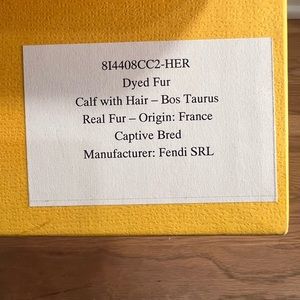 8I4408CC2-HER
Dyed Fur
Calf with Hair – Bos Taurus
Real Fur – Origin: France
Captive Bred
Manufacturer: Fendi SRL